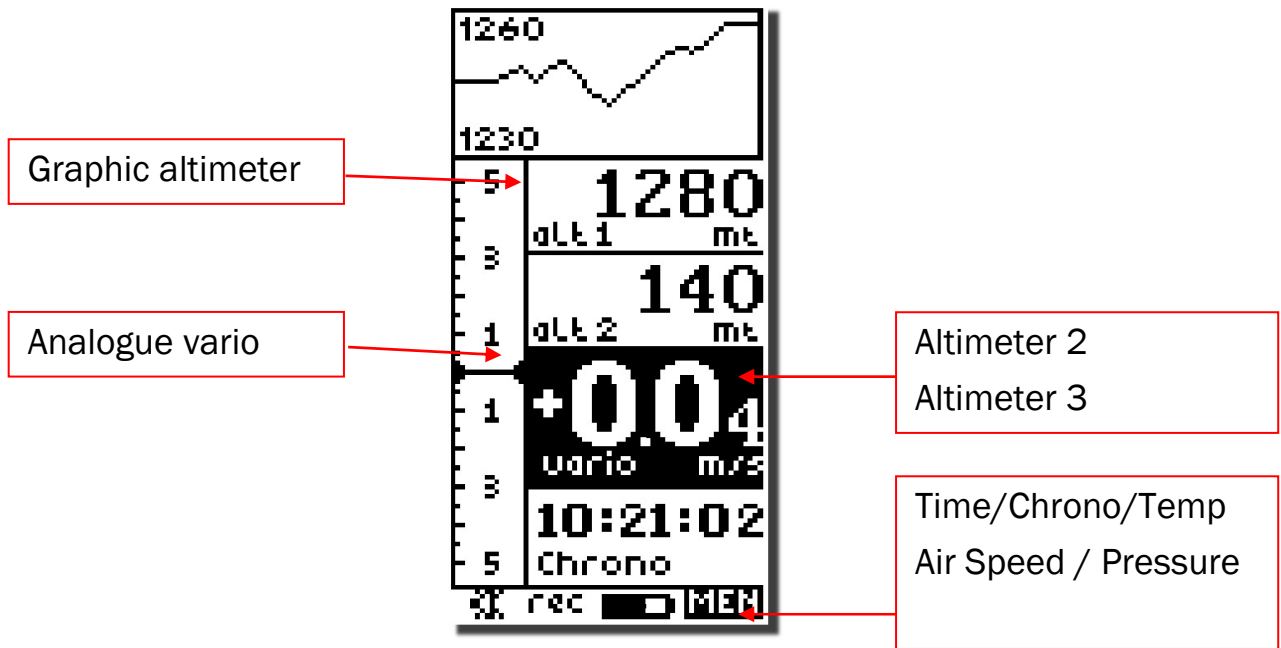 1260
1230
Graphic altimeter
5
1280
alt 1 mt
3
140
Analogue vario
1
alt 2 mt
Altimeter 2
Altimeter 3
+0.04
1
vario m/s
3
Time/Chrono/Temp
10:21:02
Air Speed / Pressure
5
Chrono
rec MEN